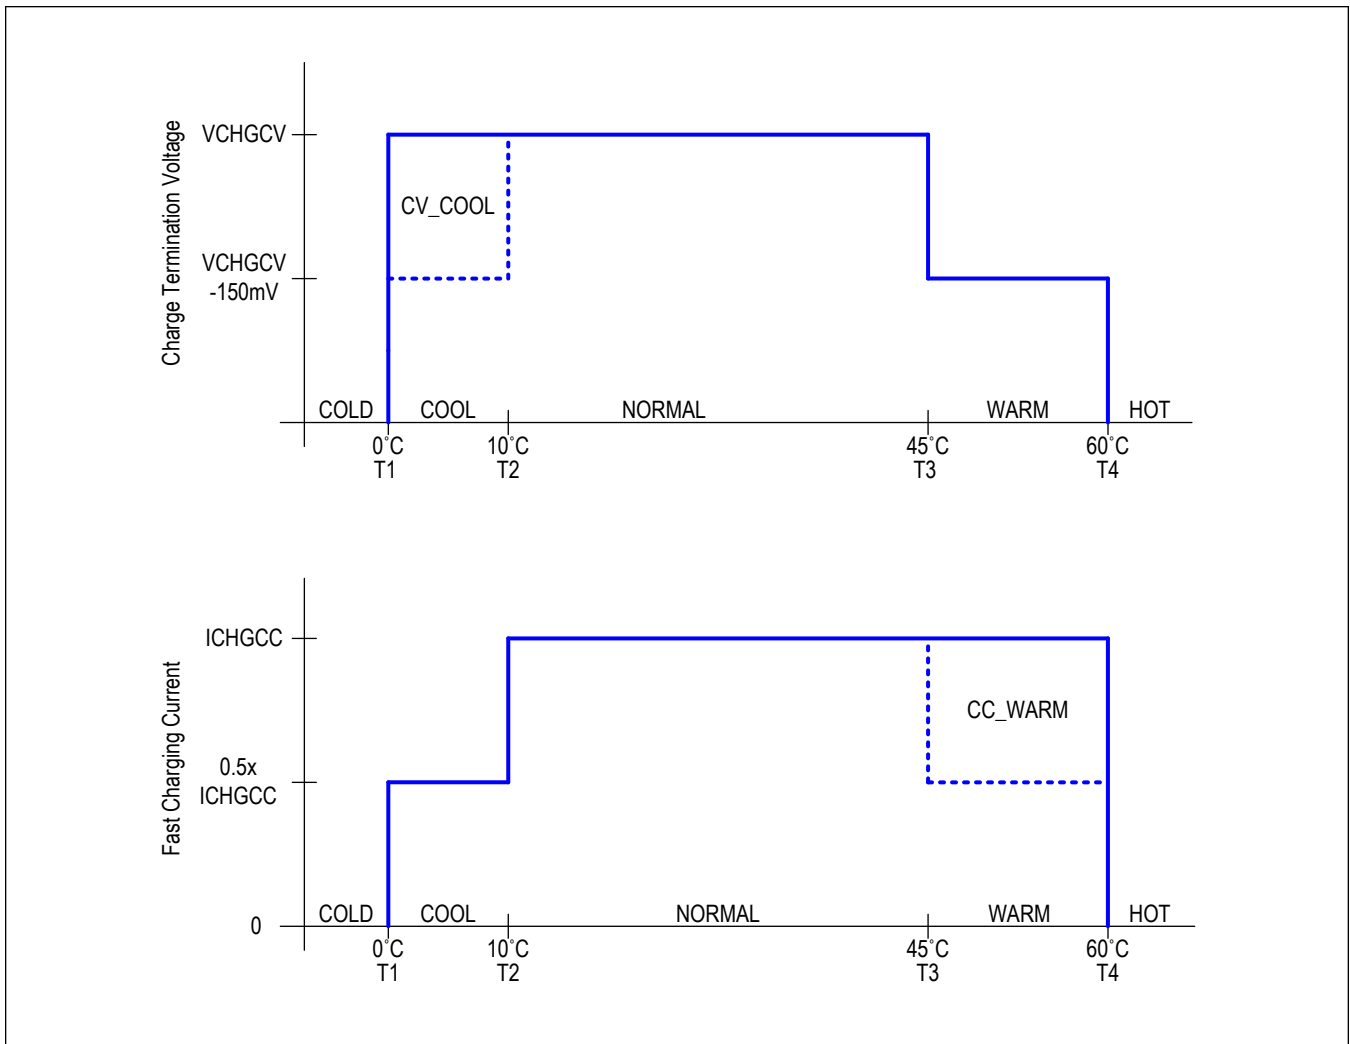 Charge Termination Voltage
VCHGCV
CV_COOL
VCHGCV
-150mV
COLD COOL NORMAL WARM HOT
0°C 10°C 45°C 60°C
T1 T2 T3 T4
Fast Charging Current
ICHGCC
CC_WARM
0.5x
ICHGCC
0 COLD COOL NORMAL WARM HOT
0°C 10°C 45°C 60°C
T1 T2 T3 T4